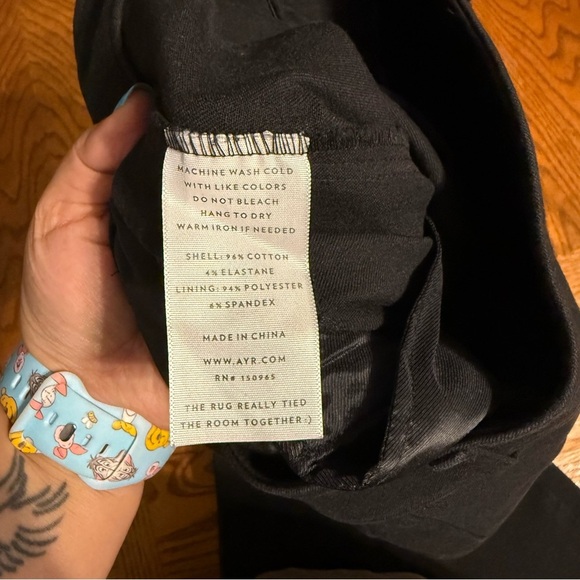 MACHINE WASH COLD
WITH LIKE COLORS
DO NOT BLEACH
HANG TO DRY
WARM IRON IF NEEDED
SHELL: 96% COTTON
4% ELASTANE
LINING: 94% POLYESTER
6% SPANDEX
MADE IN CHINA
WWW.AYR.COM
RN# 150965
THE RUG REALLY TIED
THE ROOM TOGETHER :)